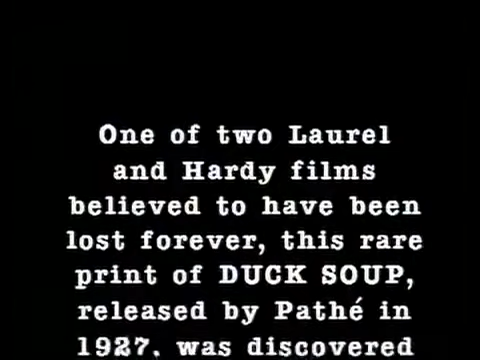 One of two Laurel
and Hardy films
believed to have been
lost forever, this rare
print of DUCK SOUP,
released by Pathé in
1927, was discovered